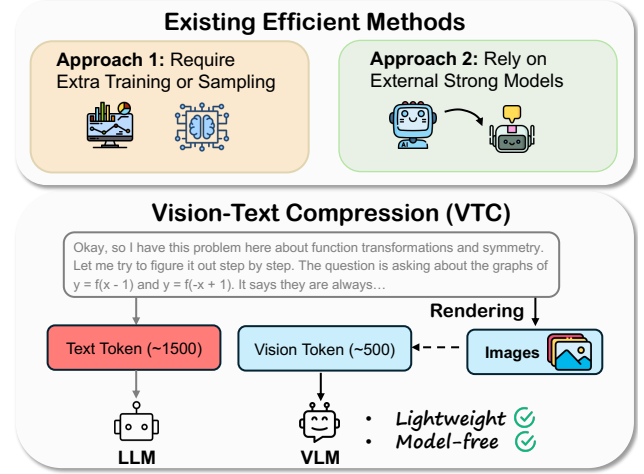 Existing Efficient Methods
Approach 1: Require
Extra Training or Sampling
Approach 2: Rely on
External Strong Models
AI
Vision-Text Compression (VTC)
Okay, so I have this problem here about function transformations and symmetry.
Let me try to figure it out step by step. The question is asking about the graphs of
y = f(x - 1) and y = f(-x + 1). It says they are always…
Rendering
Text Token (~1500)
Vision Token (~500)
Images
LLM
VLM
• Lightweight
• Model-free